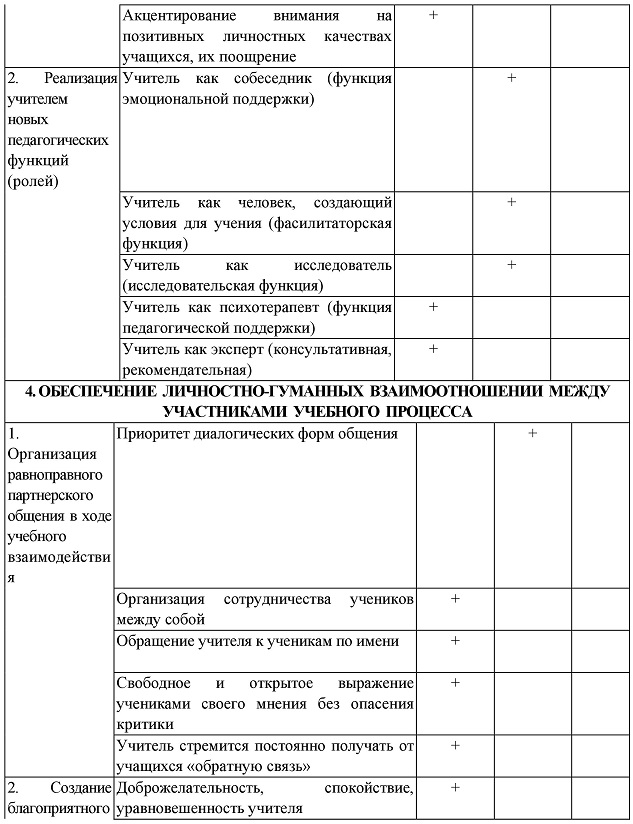 Акцентирование внимания на
позитивных личностных качествах
учащихся, их поощрение
+
2. Реализация
учителем
новых
педагогических
функций
(ролей)
Учитель как собеседник (функция
эмоциональной поддержки)
+
Учитель как человек, создающий
условия для учения (фасилитаторская
функция)
+
Учитель как исследователь
(исследовательская функция)
+
Учитель как психотерапевт (функция
педагогической поддержки)
+
Учитель как эксперт (консультативная,
рекомендательная)
+
4. ОБЕСПЕЧЕНИЕ ЛИЧНОСТНО-ГУМАННЫХ ВЗАИМООТНОШЕНИИ МЕЖДУ
УЧАСТНИКАМИ УЧЕБНОГО ПРОЦЕССА
1.
Организация
равноправного
партнерского
общения в ходе
учебного
взаимодействи
я
Приоритет диалогических форм общения
+
Организация сотрудничества учеников
между собой
+
Обращение учителя к ученикам по имени
+
Свободное и открытое выражение
учениками своего мнения без опасения
критики
+
Учитель стремится постоянно получать от
учащихся «обратную связь»
+
2. Создание
благоприятного
Доброжелательность, спокойствие,
уравновешенность учителя
+